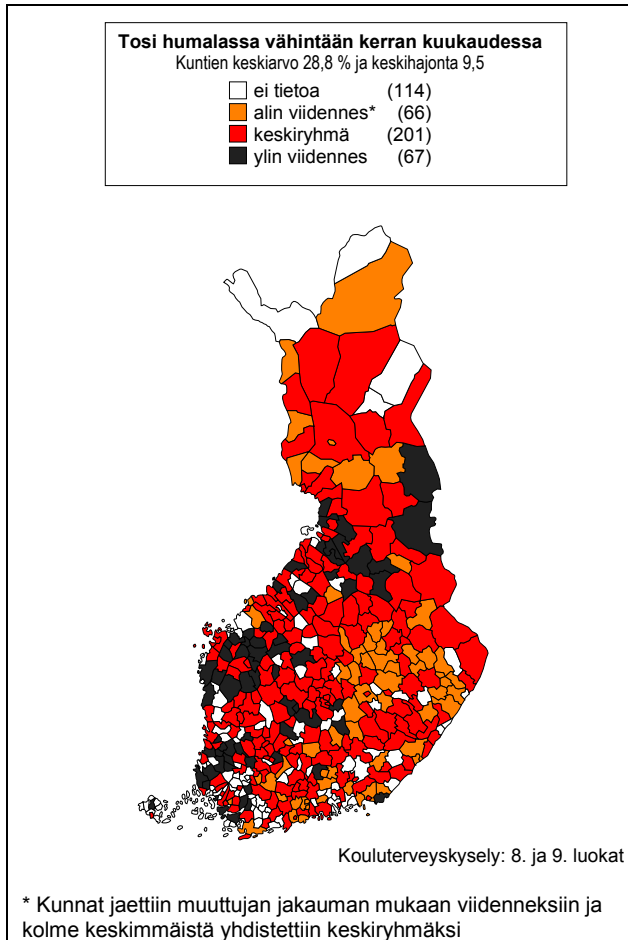 Tosi humalassa vähintään kerran kuukaudessa
Kuntien keskiarvo 28,8 % ja keskihajonta 9,5
ei tietoa (114)
alin viidennes* (66)
keskiryhmä (201)
ylin viidennes (67)
Kouluterveyskysely: 8. ja 9. luokat
* Kunnat jaettiin muuttujan jakauman mukaan viidenneksiin ja
kolme keskimmäistä yhdistettiin keskiryhmäksi